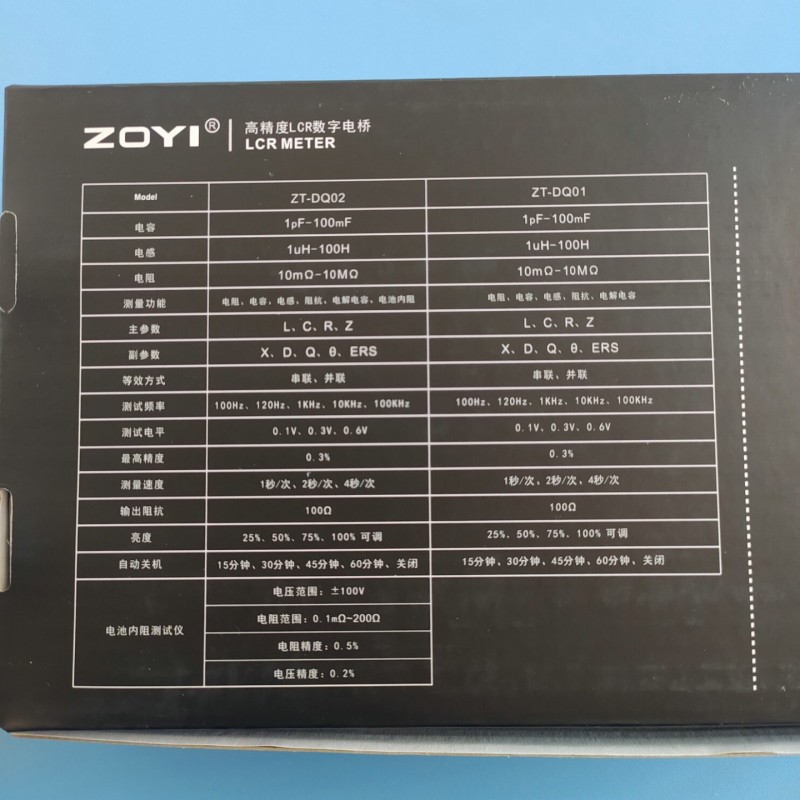 ZOYI® 高精度LCR数字电桥
LCR METER
Model ZT-DQ02 ZT-DQ01
电容 1pF-100mF 1pF-100mF
电感 1uH-100H 1uH-100H
电阻 10mΩ-10MΩ 10mΩ-10MΩ
测量功能 电阻、电容、电感、阻抗、电解电容、电池内阻 电阻、电容、电感、阻抗、电解电容
主参数 L、C、R、Z L、C、R、Z
副参数 X、D、Q、θ、ERS X、D、Q、θ、ERS
等效方式 串联、并联 串联、并联
测试频率 100Hz、120Hz、1KHz、10KHz、100KHz 100Hz、120Hz、1KHz、10KHz、100KHz
测试电平 0.1V、0.3V、0.6V 0.1V、0.3V、0.6V
最高精度 0.3% 0.3%
测量速度 1秒/次、2秒/次、4秒/次 1秒/次、2秒/次、4秒/次
输出阻抗 100Ω 100Ω
亮度 25%、50%、75%、100% 可调 25%、50%、75%、100% 可调
自动关机 15分钟、30分钟、45分钟、60分钟、关闭 15分钟、30分钟、45分钟、60分钟、关闭
电池内阻测试仪 电压范围：±100V
电阻范围：0.1mΩ~200Ω
电阻精度：0.5%
电压精度：0.2%